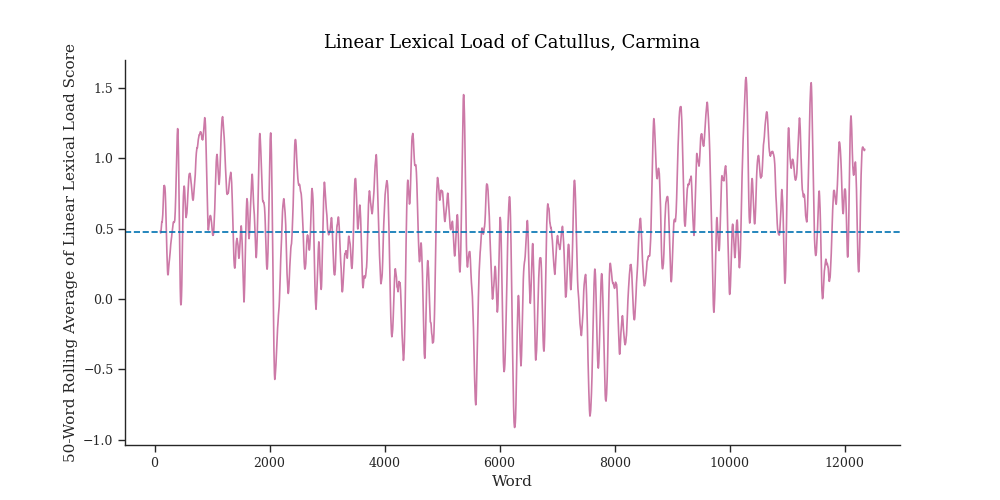 Linear Lexical Load of Catullus, Carmina
50-Word Rolling Average of Linear Lexical Load Score
1.5
1.0
0.5
0.0
−0.5
−1.0
0 2000 4000 6000 8000 10000 12000
Word